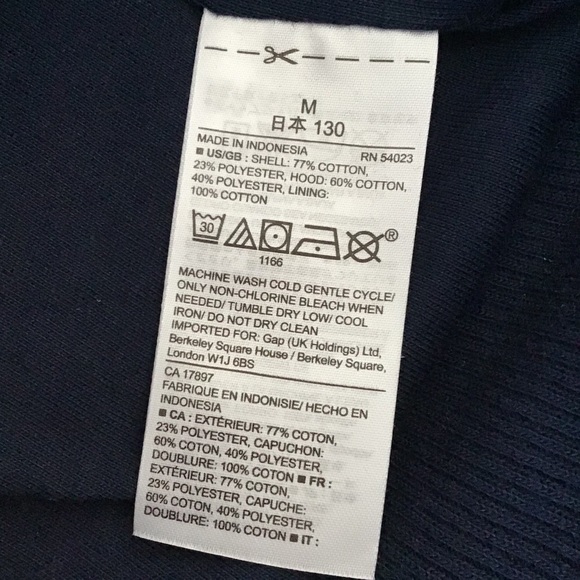 M
日本 130
MADE IN INDONESIA RN 54023
■ US/GB : SHELL: 77% COTTON,
23% POLYESTER, HOOD: 60% COTTON,
40% POLYESTER, LINING:
100% COTTON
30 ®
1166
MACHINE WASH COLD GENTLE CYCLE/
ONLY NON-CHLORINE BLEACH WHEN
NEEDED/ TUMBLE DRY LOW/ COOL
IRON/ DO NOT DRY CLEAN
IMPORTED FOR: Gap (UK Holdings) Ltd,
Berkeley Square House / Berkeley Square,
London W1J 6BS
CA 17897
FABRIQUE EN INDONISIE/ HECHO EN
INDONESIA
■ CA : EXTÉRIEUR: 77% COTON,
23% POLYESTER, CAPUCHON:
60% COTON, 40% POLYESTER,
DOUBLURE: 100% COTON ■ FR :
EXTÉRIEUR: 77% COTON,
23% POLYESTER, CAPUCHE:
60% COTON, 40% POLYESTER,
DOUBLURE: 100% COTON ■ IT :